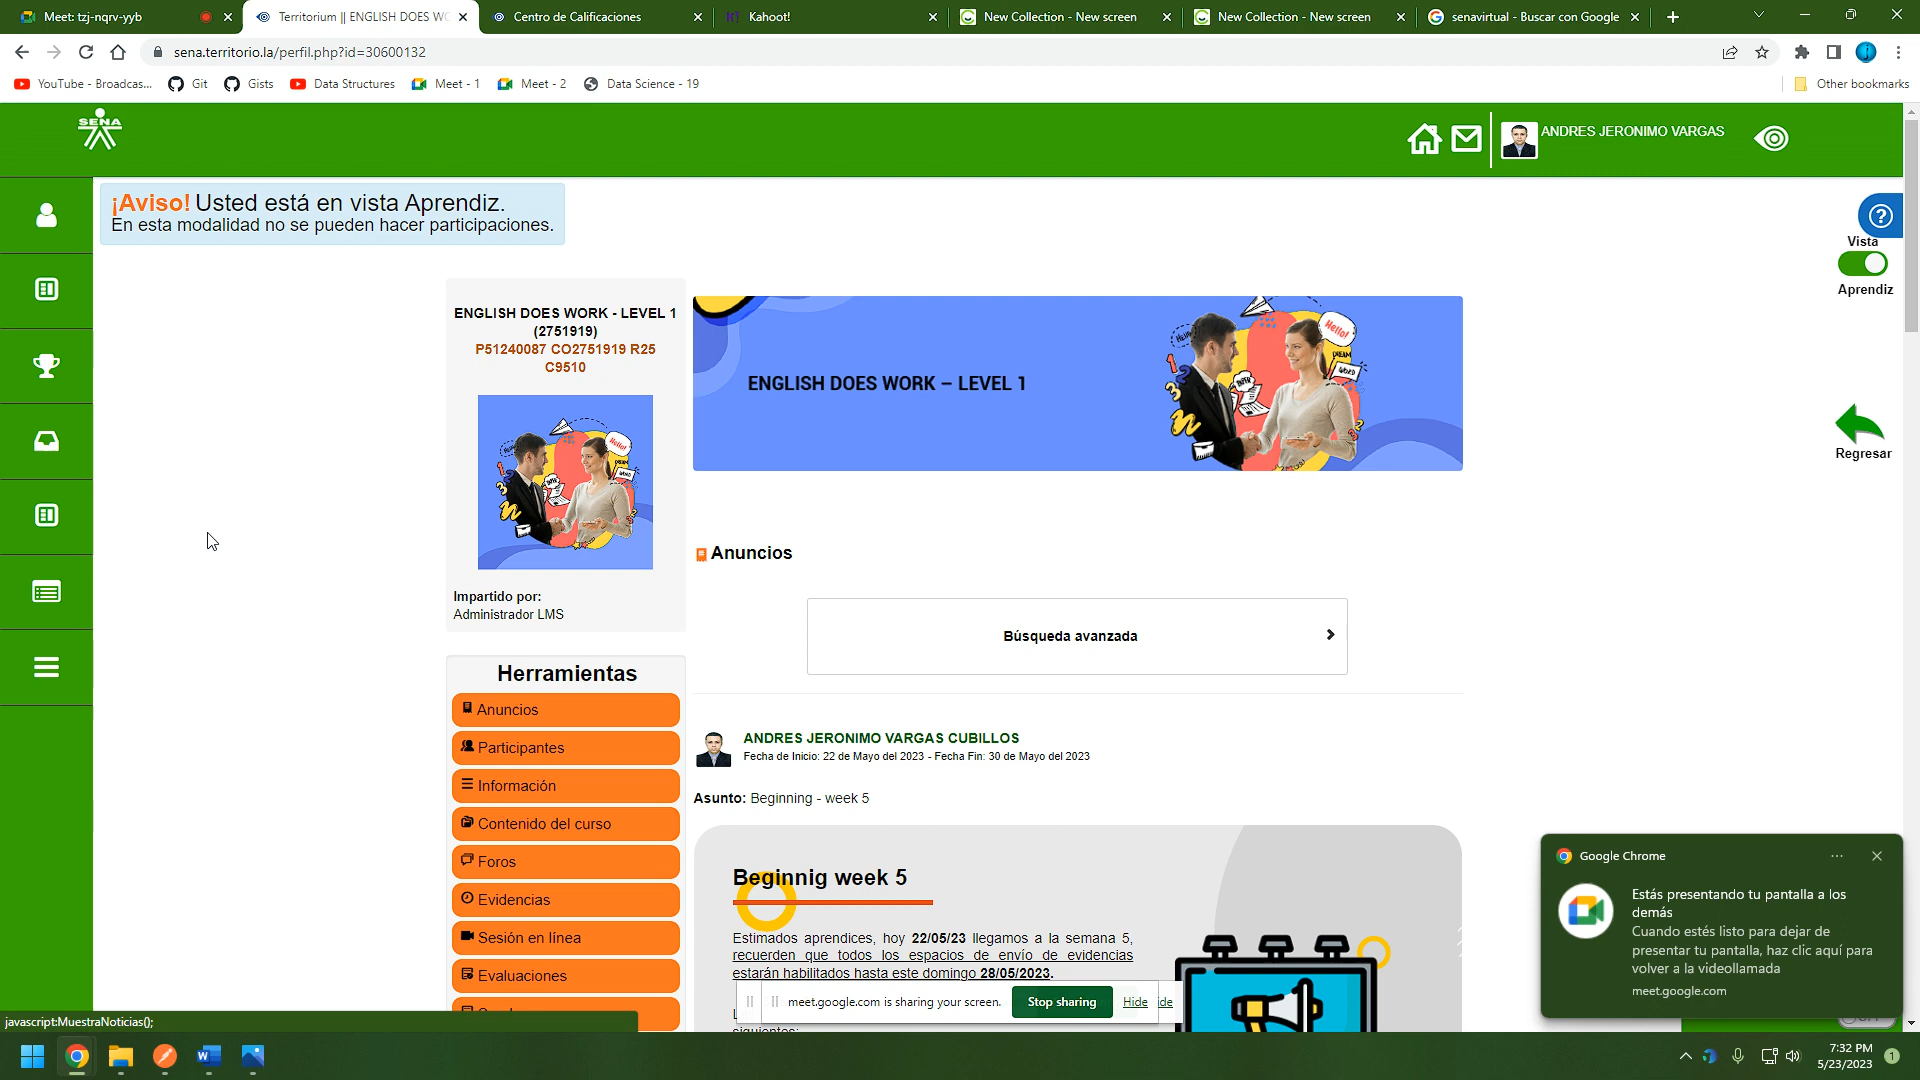 Meet: tzj-nqrv-yyb
Territorium || ENGLISH DOES WO
Centro de Calificaciones
Kahoot!
New Collection - New screen
New Collection - New screen
senavirtual - Buscar con Google
sena.territorio.la/perfil.php?id=30600132
YouTube - Broadcas...
Git
Gists
Data Structures
Meet - 1
Meet - 2
Data Science - 19
Other bookmarks
SENA
ANDRES JERONIMO VARGAS
¡Aviso! Usted está en vista Aprendiz.
En esta modalidad no se pueden hacer participaciones.
Vista
Aprendiz
Regresar
ENGLISH DOES WORK - LEVEL 1
(2751919)
P51240087 CO2751919 R25
C9510
Impartido por:
Administrador LMS
ENGLISH DOES WORK – LEVEL 1
Hello!
Anuncios
Búsqueda avanzada
Herramientas
Anuncios
Participantes
Información
Contenido del curso
Foros
Evidencias
Sesión en línea
Evaluaciones
ANDRES JERONIMO VARGAS CUBILLOS
Fecha de Inicio: 22 de Mayo del 2023 - Fecha Fin: 30 de Mayo del 2023
Asunto: Beginning - week 5
Beginnig week 5
Estimados aprendices, hoy 22/05/23 llegamos a la semana 5,
recuerden que todos los espacios de envío de evidencias
estarán habilitados hasta este domingo 28/05/2023.
siguientes:
meet.google.com is sharing your screen.
Stop sharing
Hide
ide
Google Chrome
Estás presentando tu pantalla a los
demás
Cuando estés listo para dejar de
presentar tu pantalla, haz clic aquí para
volver a la videollamada
meet.google.com
javascript:MuestraNoticias();
7:32 PM
5/23/2023
1